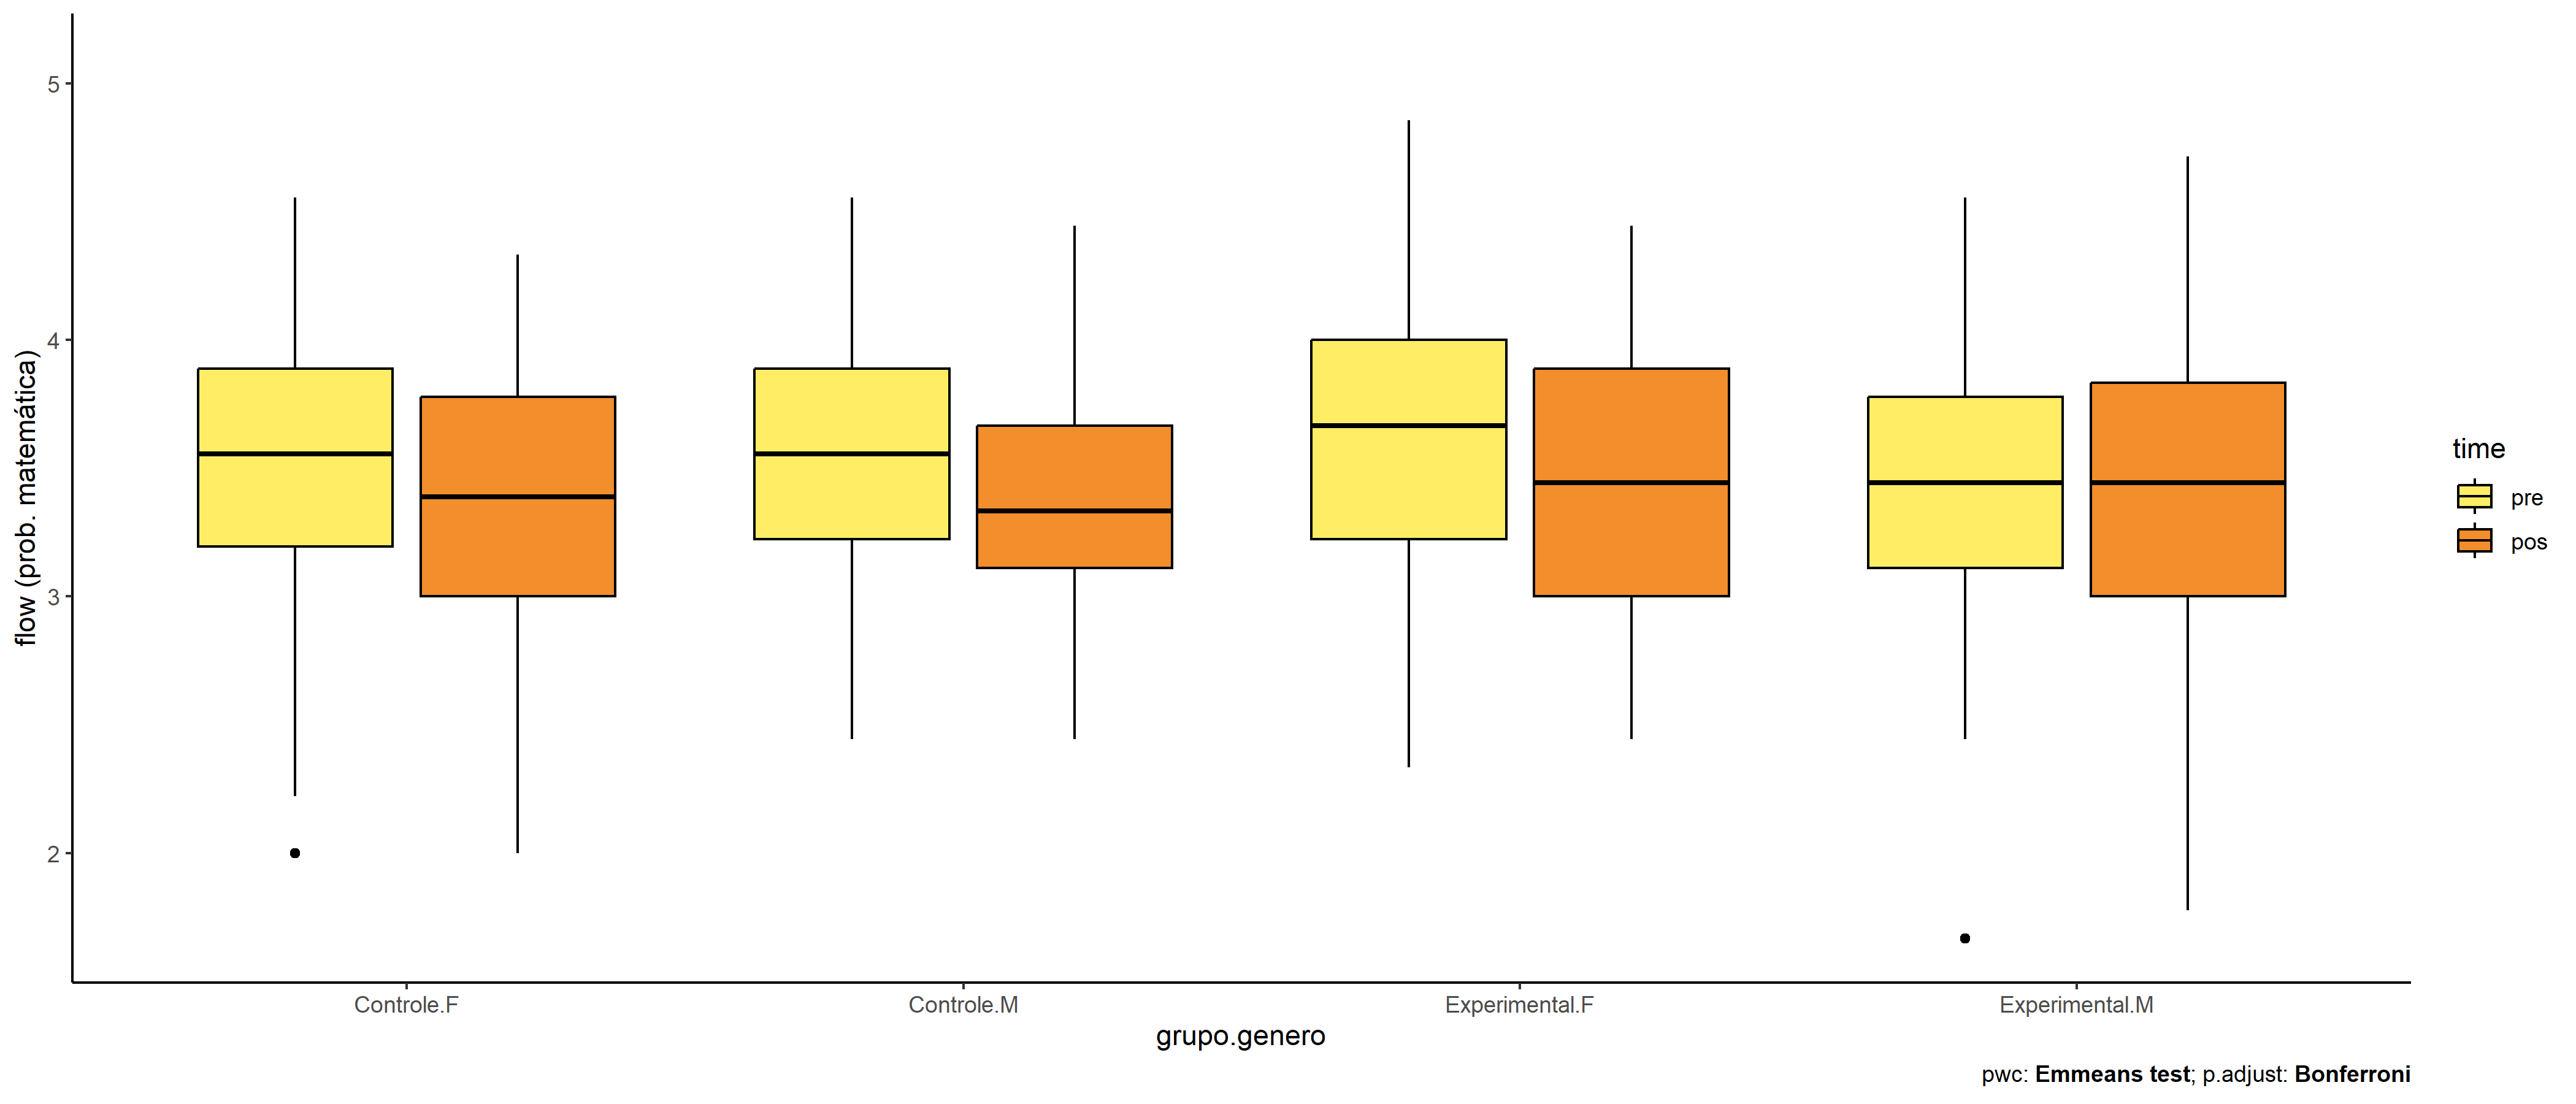 flow (prob. matemática)
5
4
3
2
Controle.F
Controle.M
Experimental.F
Experimental.M
grupo.genero
time
pre
pos
pwc: Emmeans test; p.adjust: Bonferroni